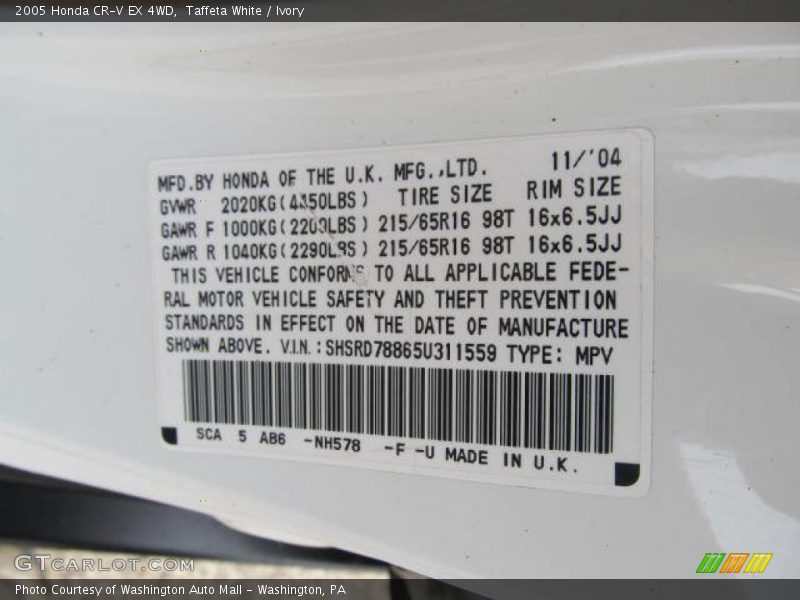 2005 Honda CR-V EX 4WD, Taffeta White / Ivory
MFD.BY HONDA OF THE U.K. MFG.,LTD. 11/'04
GVWR 2020KG(4450LBS) TIRE SIZE RIM SIZE
GAWR F 1000KG(2203LBS) 215/65R16 98T 16x6.5JJ
GAWR R 1040KG(2290LBS) 215/65R16 98T 16x6.5JJ
THIS VEHICLE CONFORMS TO ALL APPLICABLE FEDE-
RAL MOTOR VEHICLE SAFETY AND THEFT PREVENTION
STANDARDS IN EFFECT ON THE DATE OF MANUFACTURE
SHOWN ABOVE. V.I.N.:SHSRD78865U311559 TYPE: MPV
SCA 5 AB6 -NH578 -F -U MADE IN U.K.
GTCARLOT.COM
Photo Courtesy of Washington Auto Mall - Washington, PA